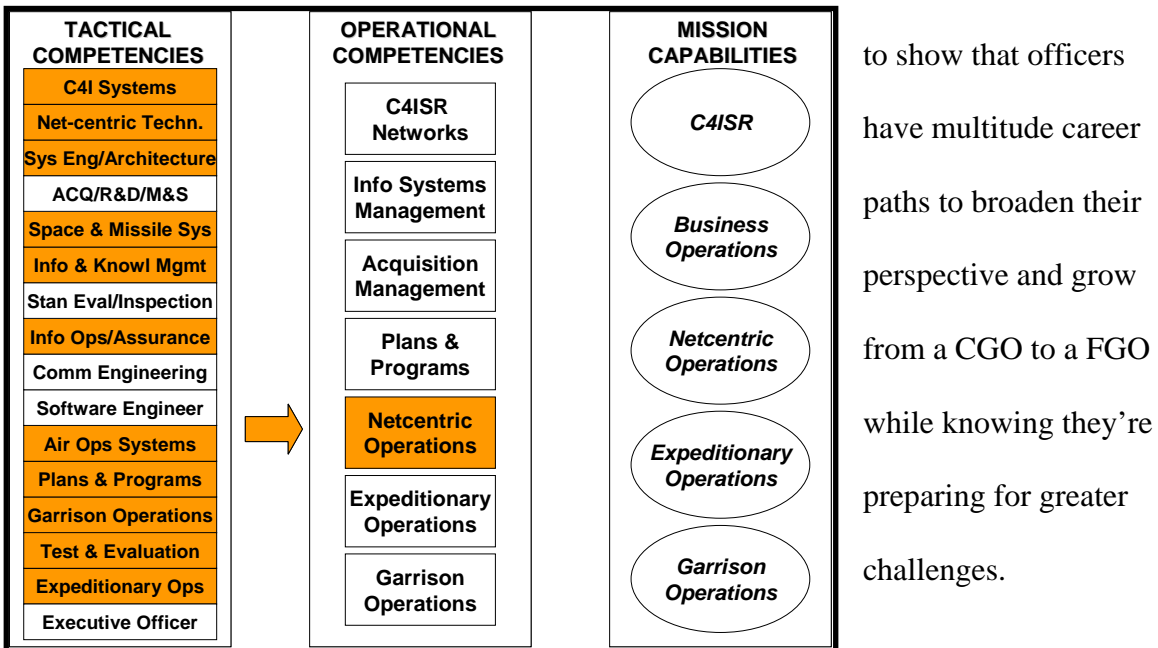 TACTICAL
COMPETENCIES
C4I Systems
Net-centric Techn.
Sys Eng/Architecture
ACQ/R&D/M&S
Space & Missile Sys
Info & Knowl Mgmt
Stan Eval/Inspection
Info Ops/Assurance
Comm Engineering
Software Engineer
Air Ops Systems
Plans & Programs
Garrison Operations
Test & Evaluation
Expeditionary Ops
Executive Officer
OPERATIONAL
COMPETENCIES
C4ISR
Networks
Info Systems
Management
Acquisition
Management
Plans &
Programs
Netcentric
Operations
Expeditionary
Operations
Garrison
Operations
MISSION
CAPABILITIES
C4ISR
Business
Operations
Netcentric
Operations
Expeditionary
Operations
Garrison
Operations
to show that officers
have multitude career
paths to broaden their
perspective and grow
from a CGO to a FGO
while knowing they’re
preparing for greater
challenges.